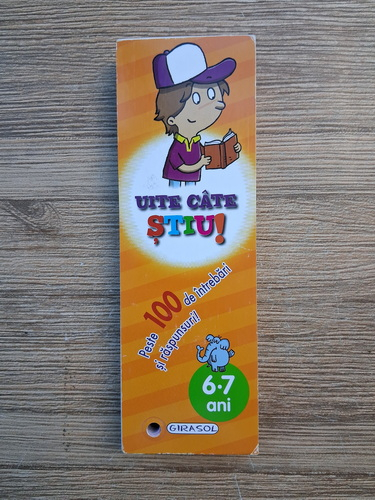 UITE CÂTE
ȘTIU!
Peste 100 de întrebări
și răspunsuri!
6-7
ani
GIRASOL